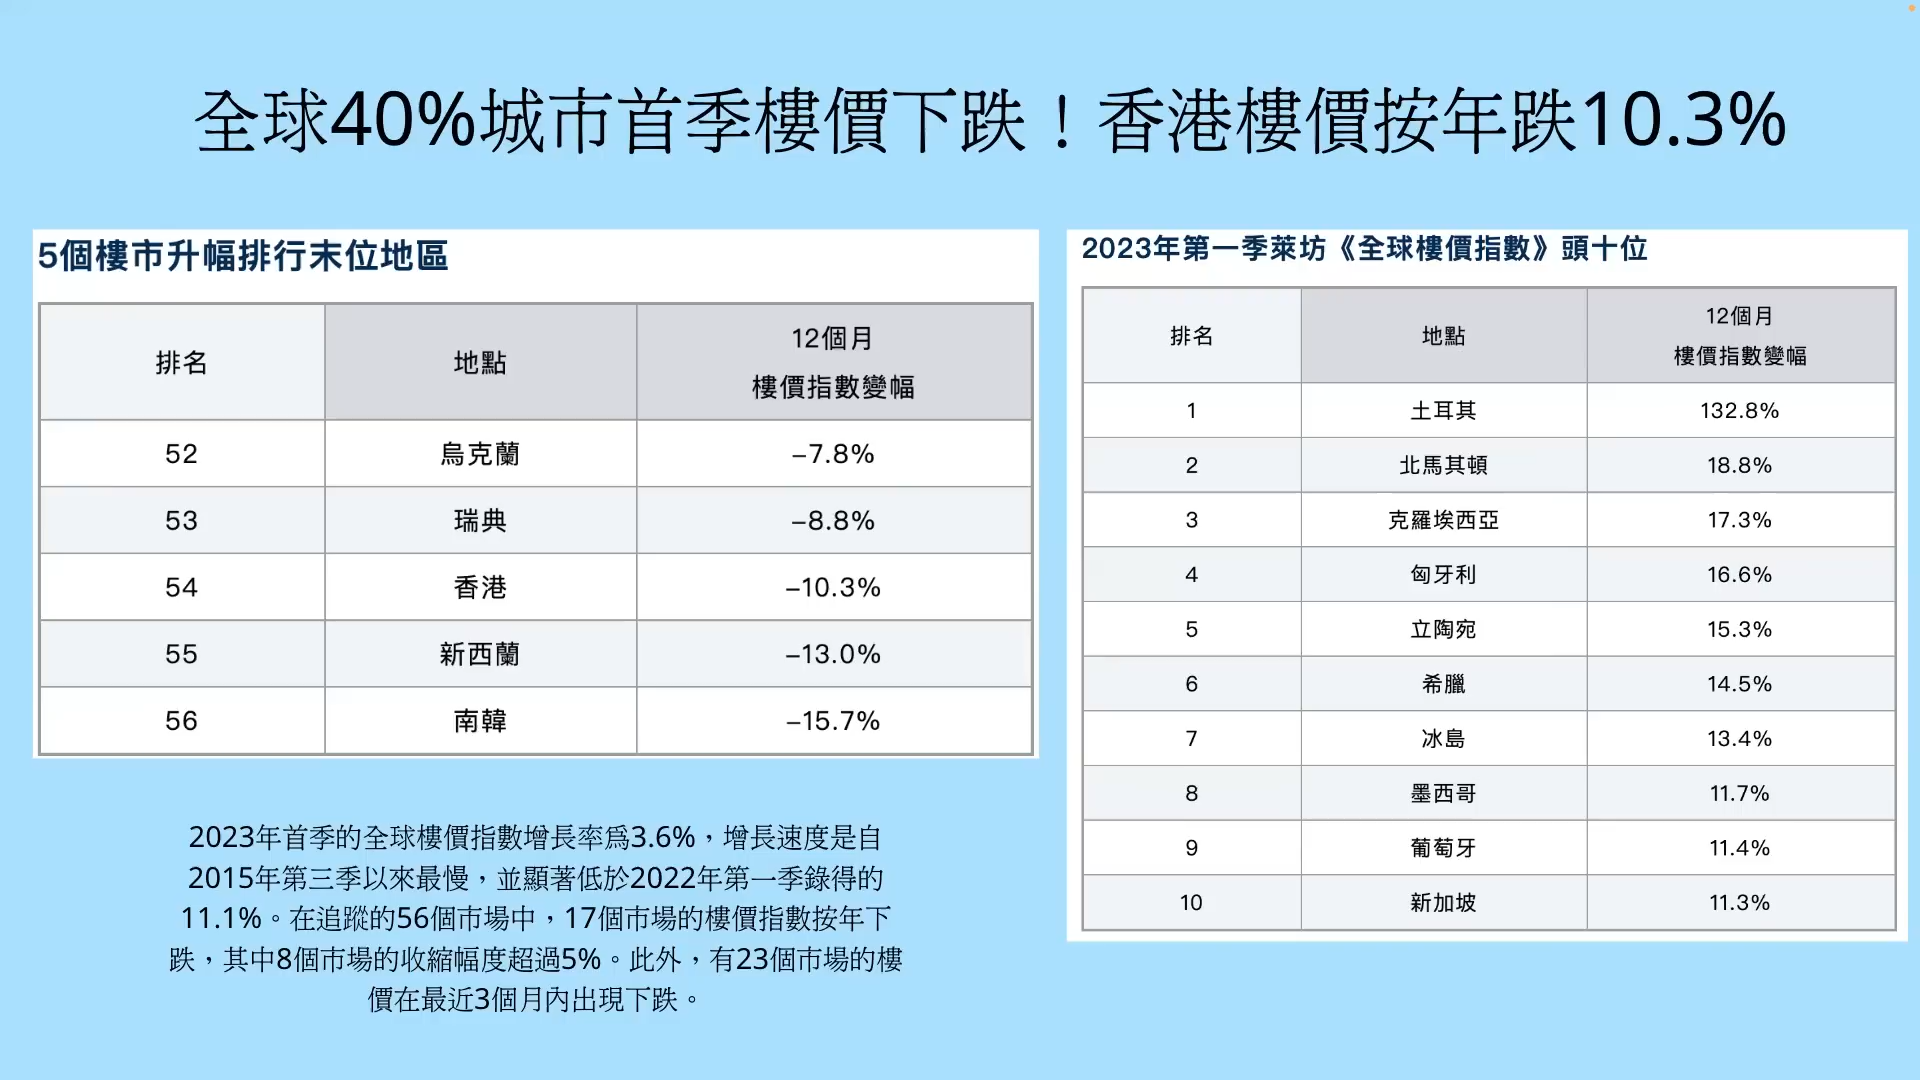 全球40%城市首季樓價下跌！香港樓價按年跌10.3%
5個樓市升幅排行末位地區
排名 地點 12個月
樓價指數變幅
52 烏克蘭 –7.8%
53 瑞典 –8.8%
54 香港 –10.3%
55 新西蘭 –13.0%
56 南韓 –15.7%
2023年首季的全球樓價指數增長率爲3.6%，增長速度是自
2015年第三季以來最慢，並顯著低於2022年第一季錄得的
11.1%。在追蹤的56個市場中，17個市場的樓價指數按年下
跌，其中8個市場的收縮幅度超過5%。此外，有23個市場的樓
價在最近3個月內出現下跌。
2023年第一季萊坊《全球樓價指數》頭十位
排名 地點 12個月
樓價指數變幅
1 土耳其 132.8%
2 北馬其頓 18.8%
3 克羅埃西亞 17.3%
4 匈牙利 16.6%
5 立陶宛 15.3%
6 希臘 14.5%
7 冰島 13.4%
8 墨西哥 11.7%
9 葡萄牙 11.4%
10 新加坡 11.3%